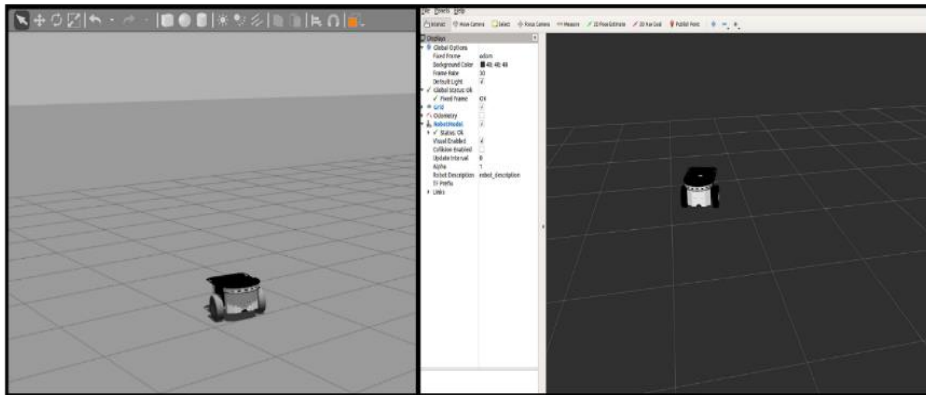 File Panels Help
Interact Move Camera Select Focus Camera Measure 2D Pose Estimate 2D Nav Goal Publish Point
Displays
Global Options
Fixed Frame odom
Background Color 48; 48; 48
Frame Rate 30
Default Light
Global Status: Ok
Fixed Frame OK
Grid
Odometry
RobotModel
Status: Ok
Visual Enabled
Collision Enabled
Update Interval 0
Alpha 1
Robot Description robot_description
TF Prefix
Links